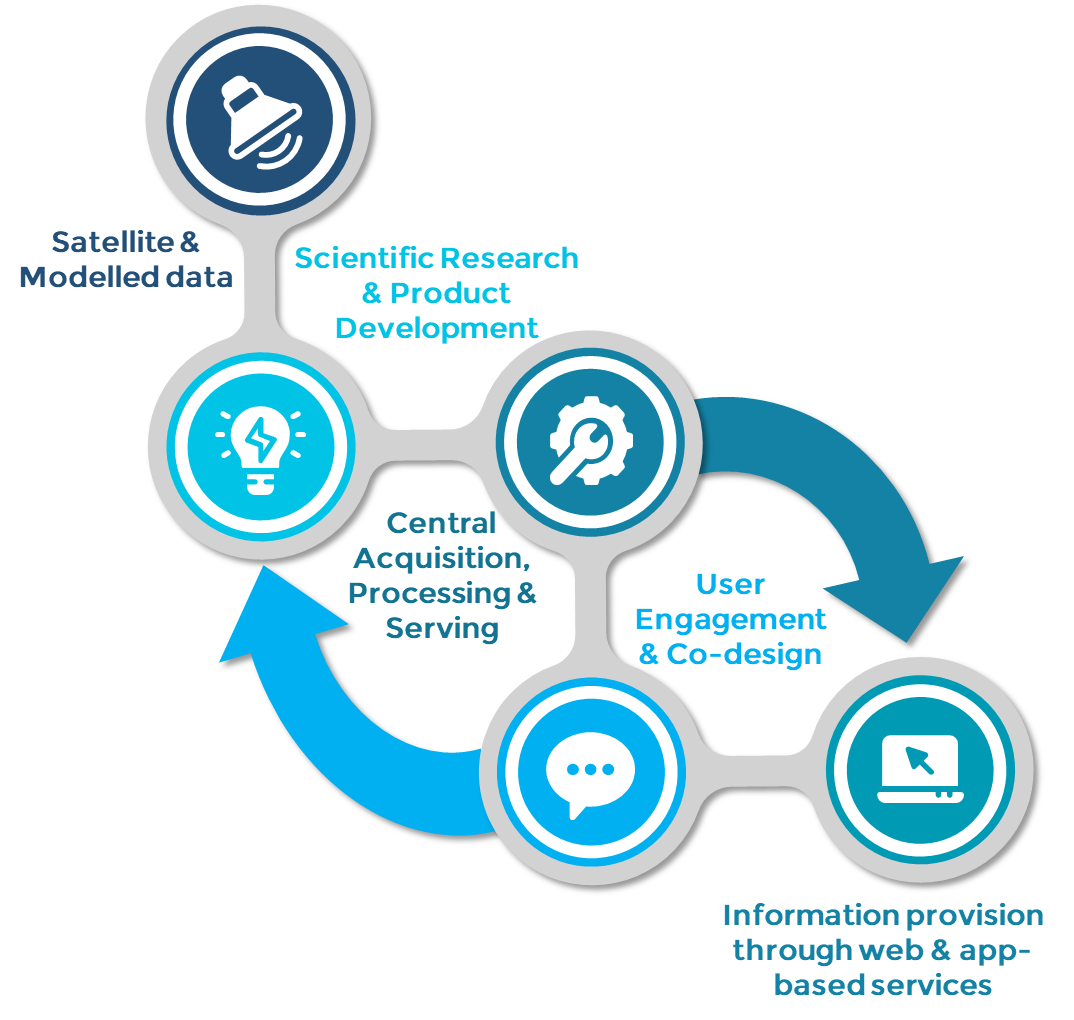 Satellite &
Modelled data
Scientific Research
& Product
Development
Central
Acquisition,
Processing &
Serving
User
Engagement
& Co-design
Information provision
through web & app-
based services